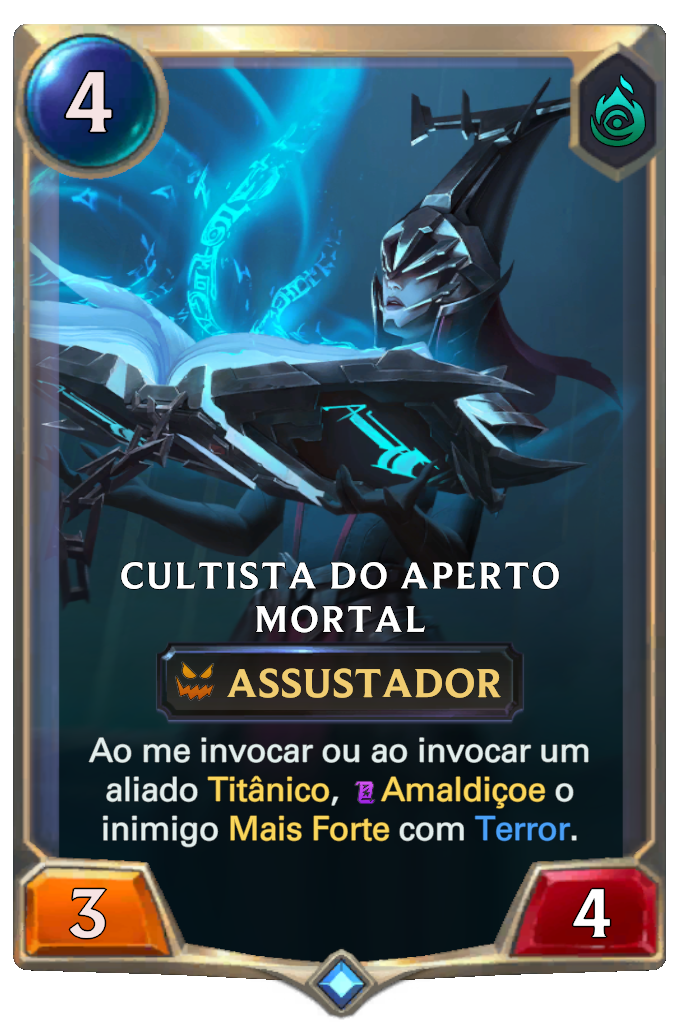 4
CULTISTA DO APERTO
MORTAL
ASSUSTADOR
Ao me invocar ou ao invocar um
aliado Titânico, Amaldiçoe o
inimigo Mais Forte com Terror.
3
4